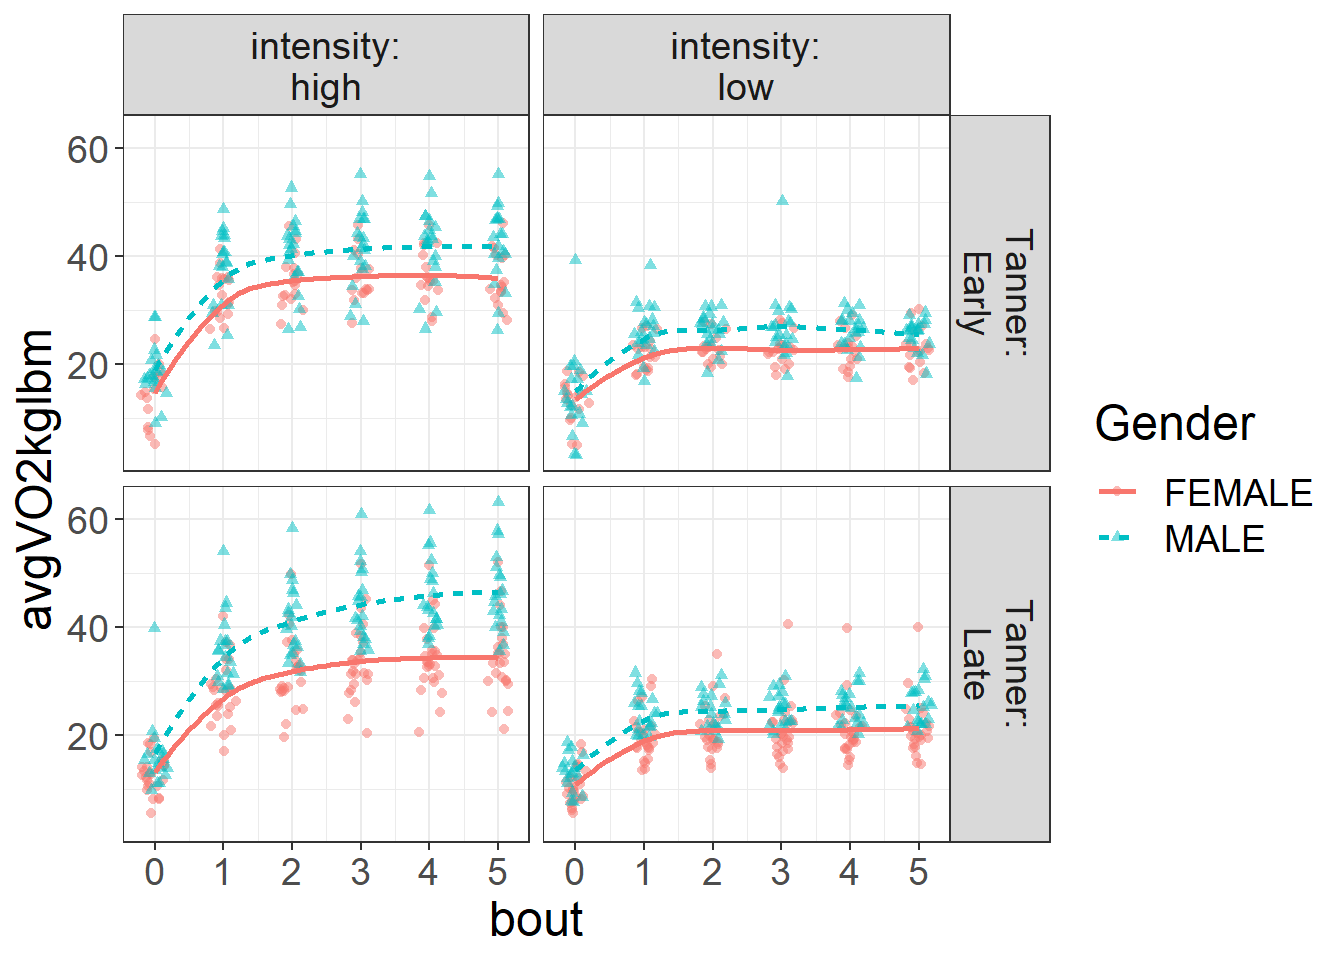 intensity:
high
intensity:
low
60
40
20
Tanner:
Early
60
40
20
Tanner:
Late
0 1 2 3 4 5
0 1 2 3 4 5
bout
avgVO2kglbm
Gender
FEMALE
MALE